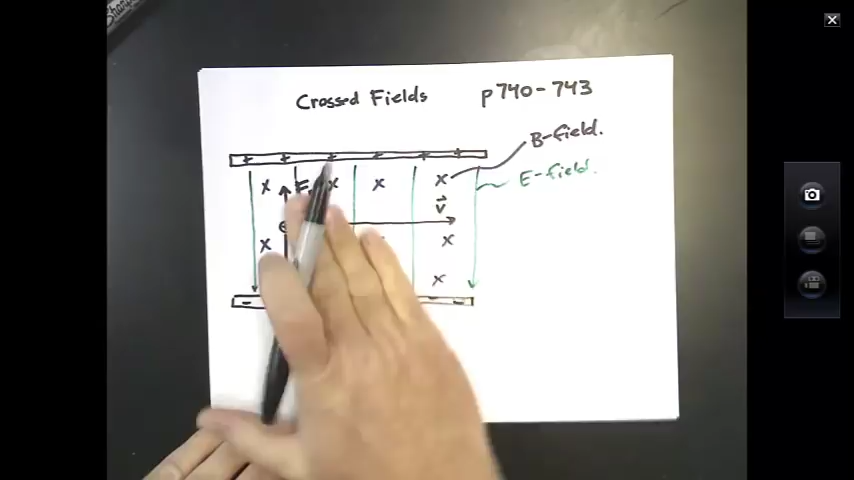 Crossed Fields p740-743
+ + + + + +
B-field.
x F x x x E-field.
v
x x
x
- - -